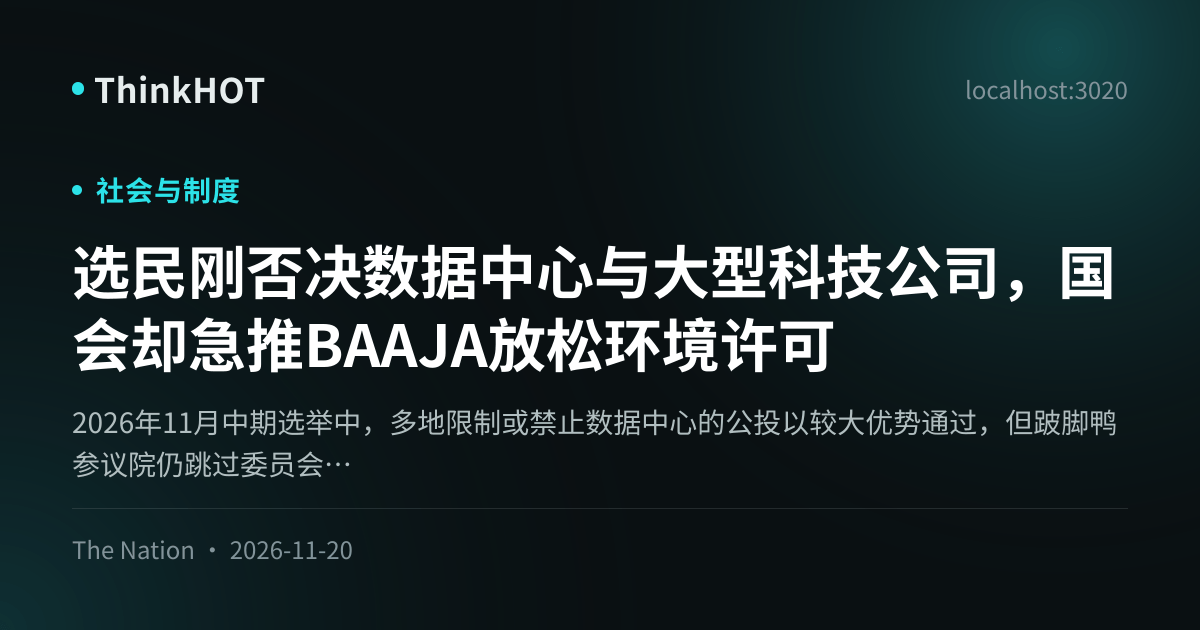 ThinkHOT
localhost:3020
社会与制度
选民刚否决数据中心与大型科技公司，国
会却急推BAAJA放松环境许可
2026年11月中期选举中，多地限制或禁止数据中心的公投以较大优势通过，但跛脚鸭
参议院仍跳过委员会…
The Nation · 2026-11-20